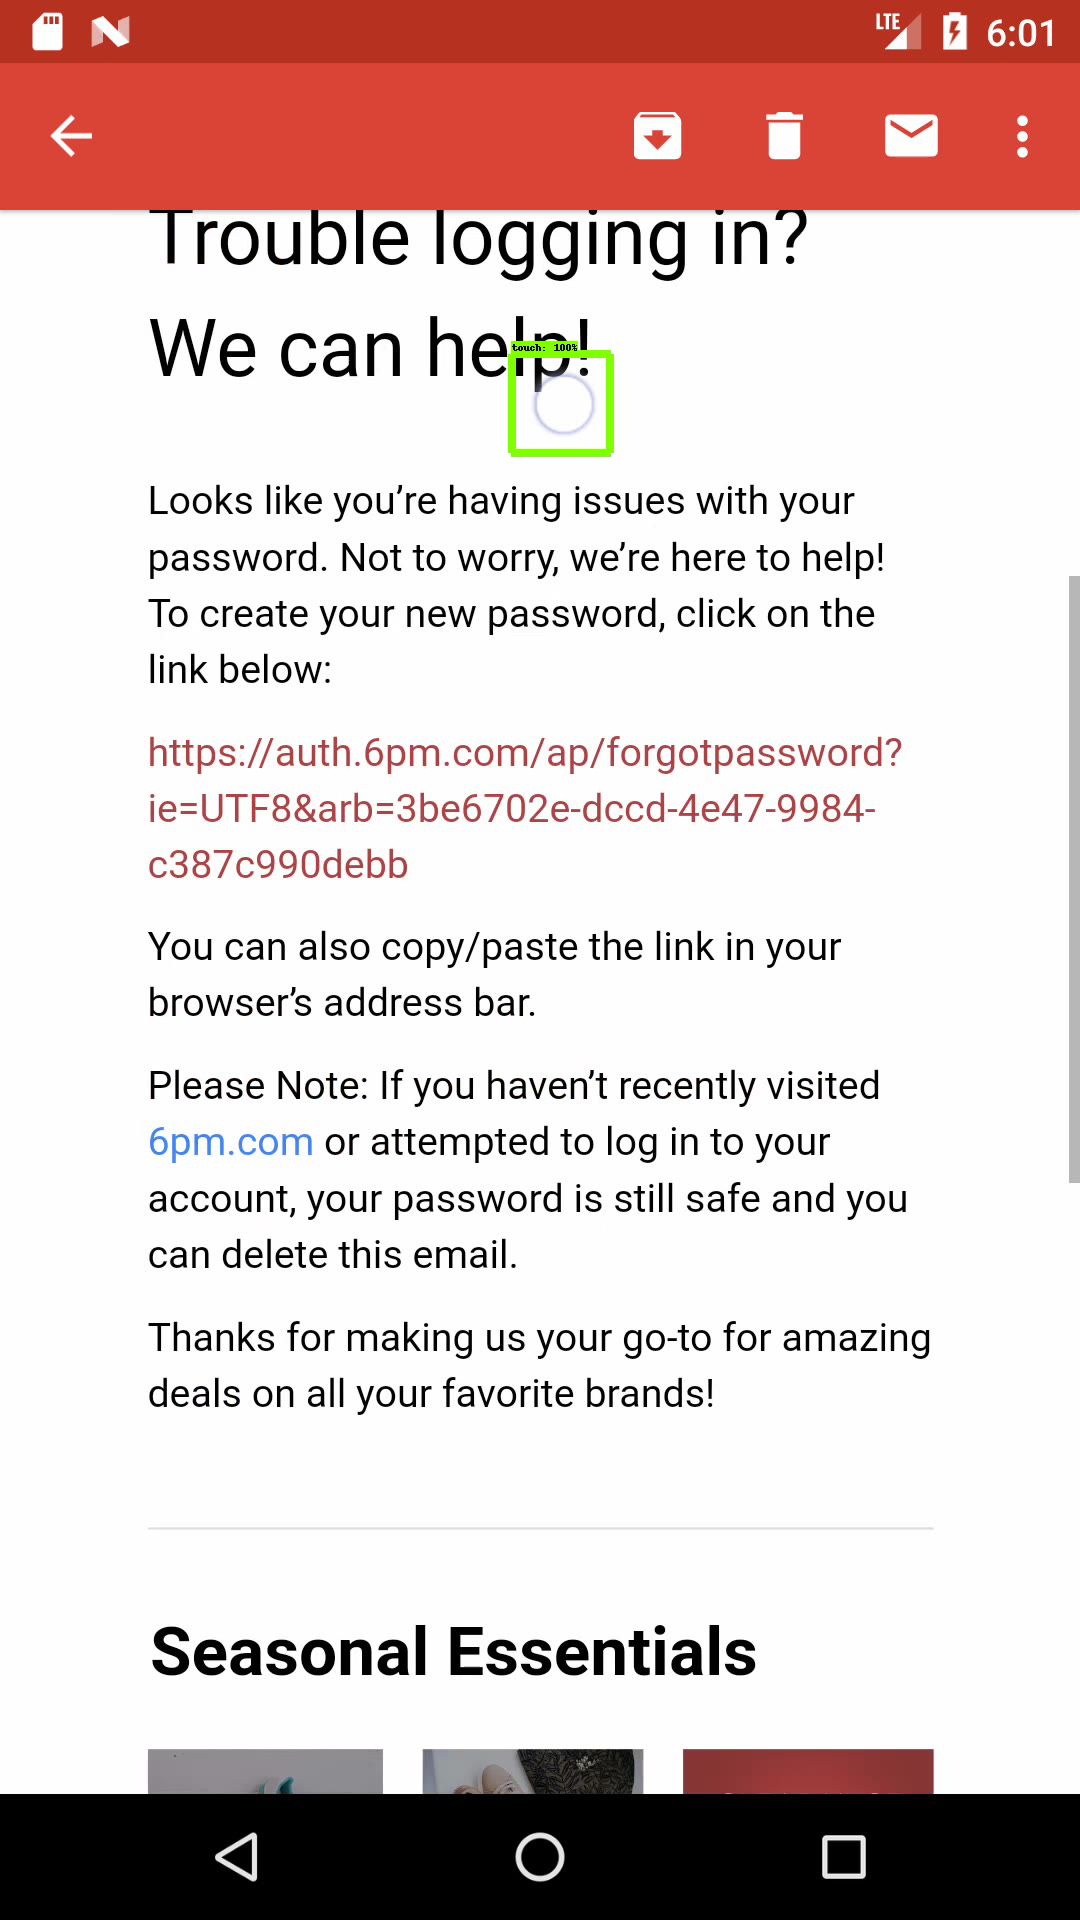 LTE 6:01
Trouble logging in?
We can help!
touch: 100%
Looks like you’re having issues with your
password. Not to worry, we’re here to help!
To create your new password, click on the
link below:
https://auth.6pm.com/ap/forgotpassword?
ie=UTF8&arb=3be6702e-dccd-4e47-9984-
c387c990debb
You can also copy/paste the link in your
browser’s address bar.
Please Note: If you haven’t recently visited
6pm.com or attempted to log in to your
account, your password is still safe and you
can delete this email.
Thanks for making us your go-to for amazing
deals on all your favorite brands!
Seasonal Essentials